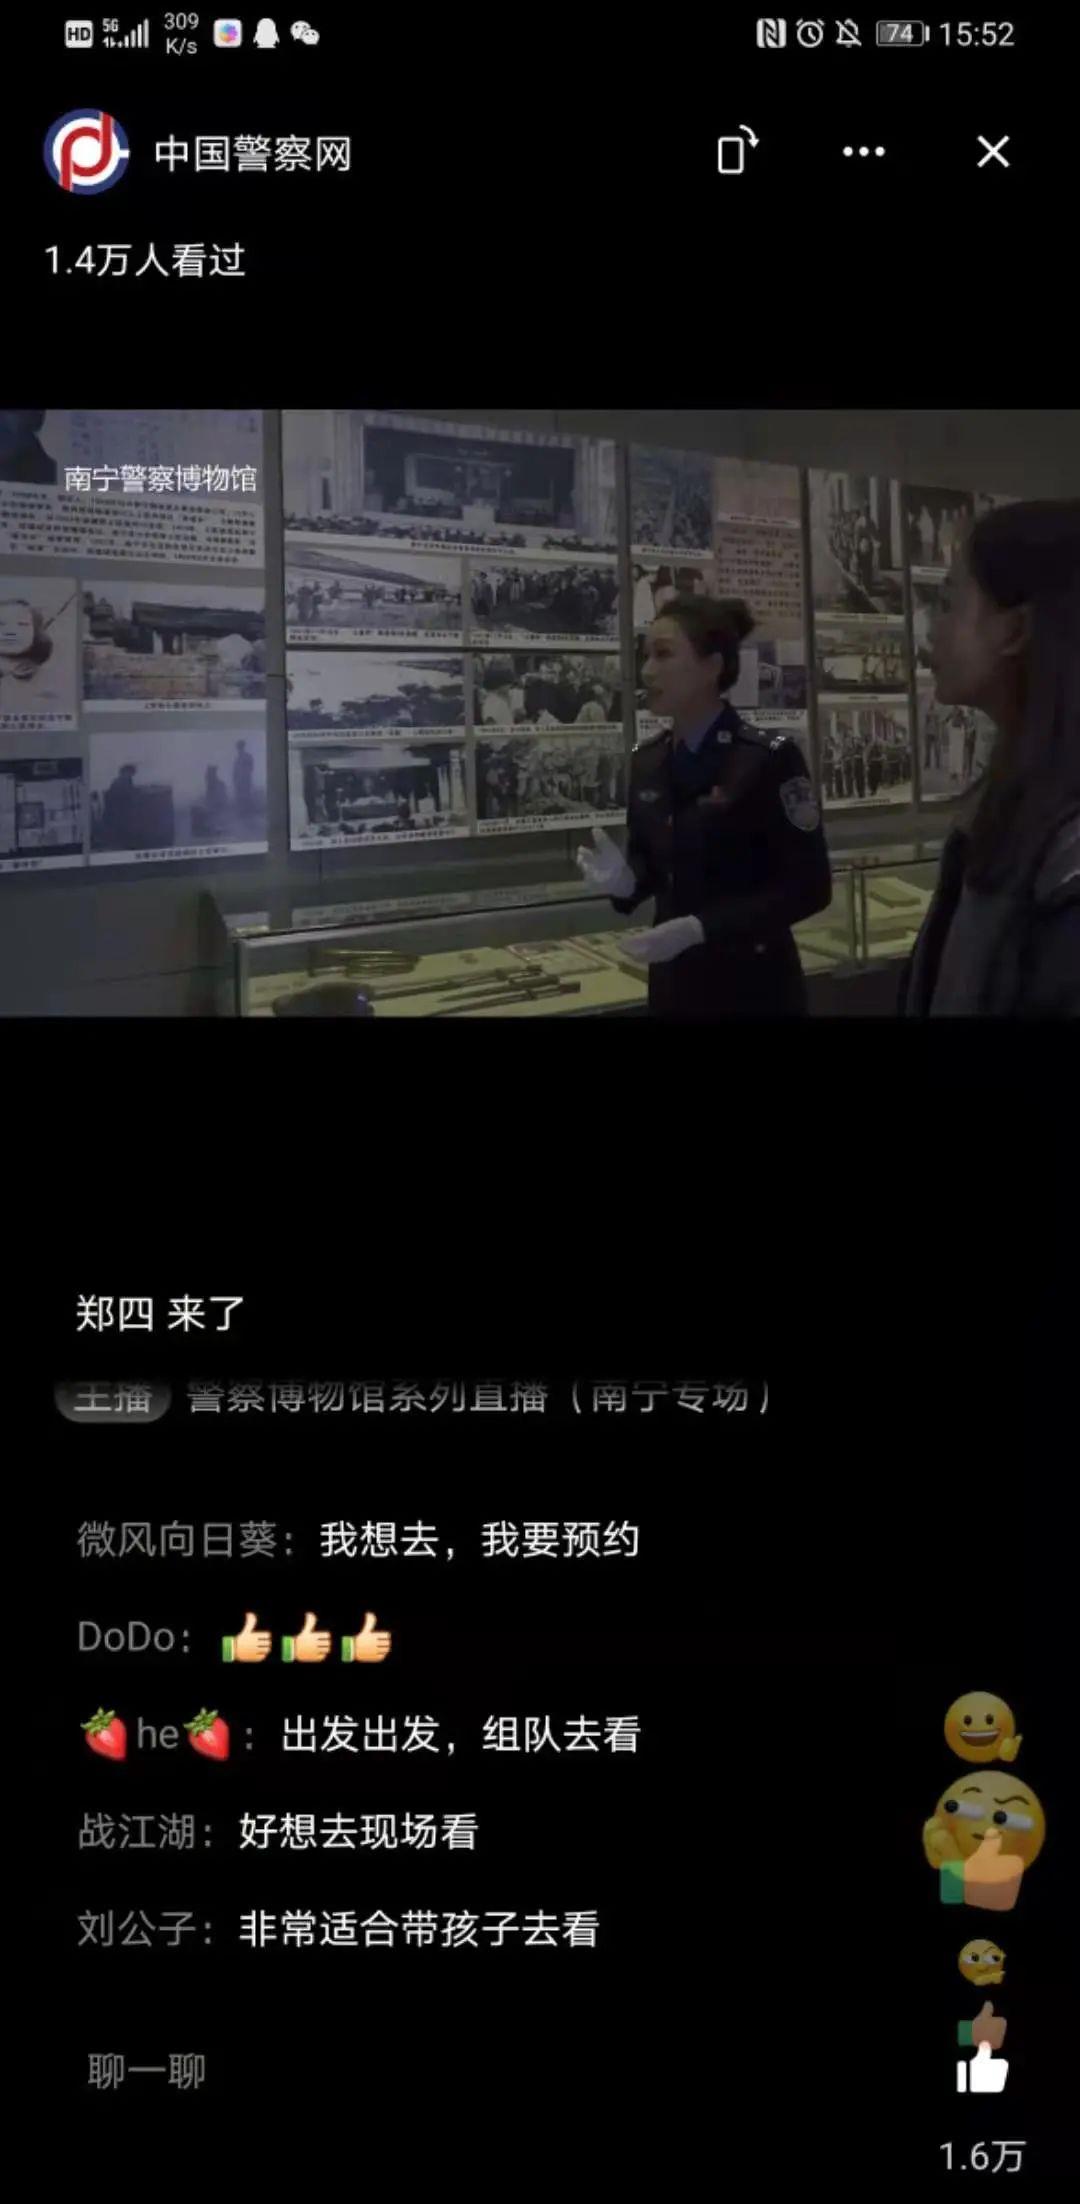 HD 5G 309 K/s 74 15:52
中国警察网
1.4万人看过
南宁警察博物馆
郑四 来了
主播 警察博物馆系列直播（南宁专场）
微风向日葵：我想去，我要预约
DoDo：👍👍👍
🍓he🍓：出发出发，组队去看
战江湖：好想去现场看
刘公子：非常适合带孩子去看
聊一聊
1.6万